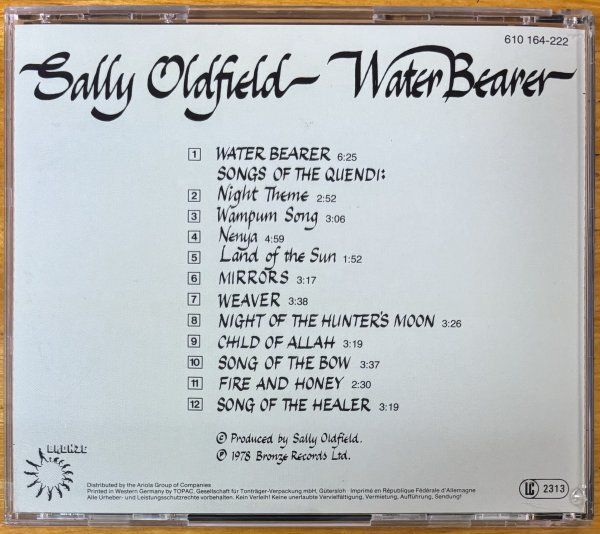 610 164-222
Sally Oldfield – Water Bearer
1 WATER BEARER 6:25
SONGS OF THE QUENDI:
2 Night Theme 2:52
3 Wampum Song 3:06
4 Nenya 4:59
5 Land of the Sun 1:52
6 MIRRORS 3:17
7 WEAVER 3:38
8 NIGHT OF THE HUNTER'S MOON 3:26
9 CHILD OF ALLAH 3:19
10 SONG OF THE BOW 3:37
11 FIRE AND HONEY 2:30
12 SONG OF THE HEALER 3:19
© Produced by Sally Oldfield.
℗ 1978 Bronze Records Ltd.
BRONZE
Distributed by the Ariola Group of Companies
Printed in Western Germany by TOPAC, Gesellschaft für Tonträger-Verpackung mbH, Gütersloh · Imprimé en République Fédérale d'Allemagne
Alle Urheber- und Leistungsschutzrechte vorbehalten. Kein Verleih! Keine unerlaubte Vervielfältigung, Vermietung, Aufführung, Sendung!
LC 2313